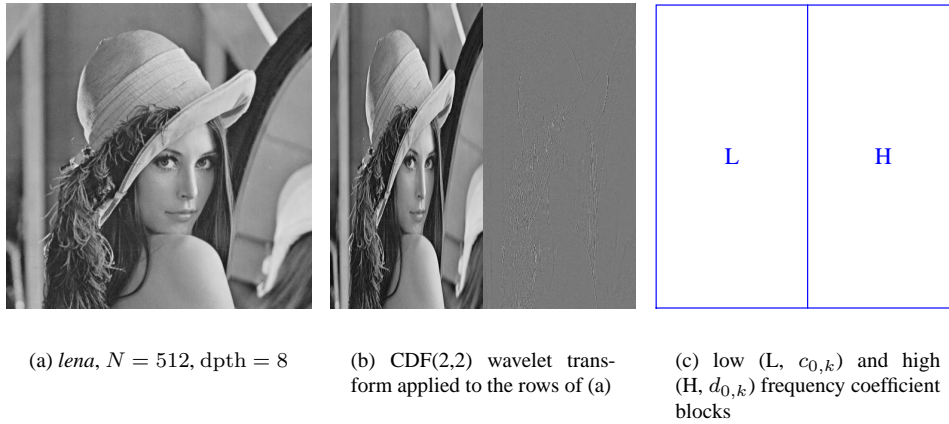 L
H
(a) lena, N = 512, dpth = 8
(b) CDF(2,2) wavelet trans-
form applied to the rows of (a)
(c) low (L, c₀,ₖ) and high
(H, d₀,ₖ) frequency coefficient
blocks